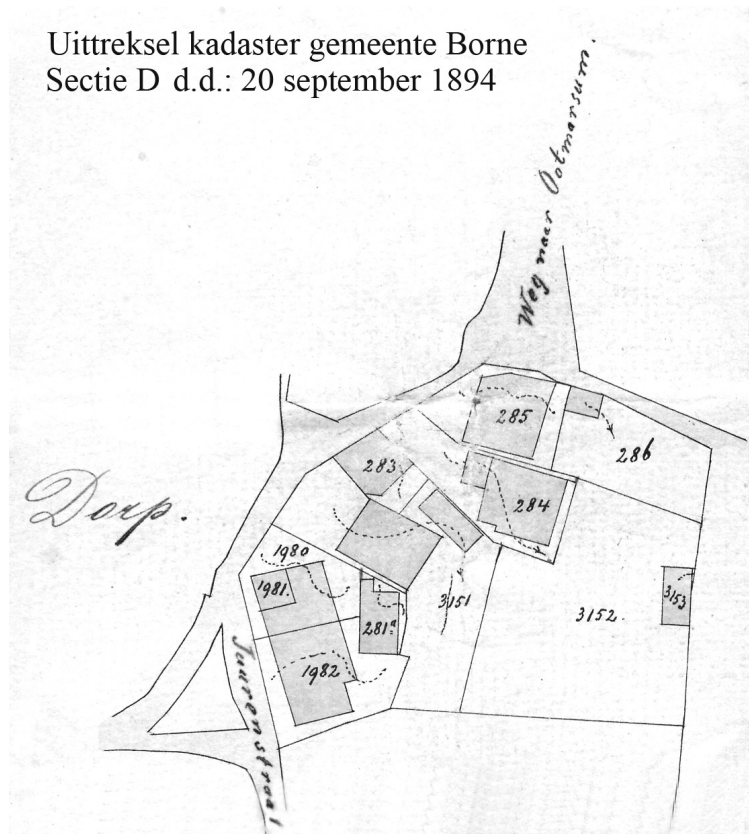 Uittreksel kadaster gemeente Borne
Sectie D d.d.: 20 september 1894
Weg naar Ootmarsum.
285
286
283
284
Dorp.
1980
1981.
3151
3152.
3153
281a.
1982